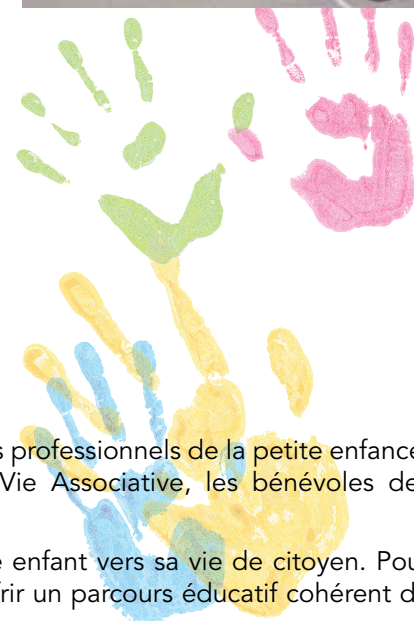 s professionnels de la petite enfance
Vie Associative, les bénévoles de
e enfant vers sa vie de citoyen. Pou
frir un parcours éducatif cohérent d